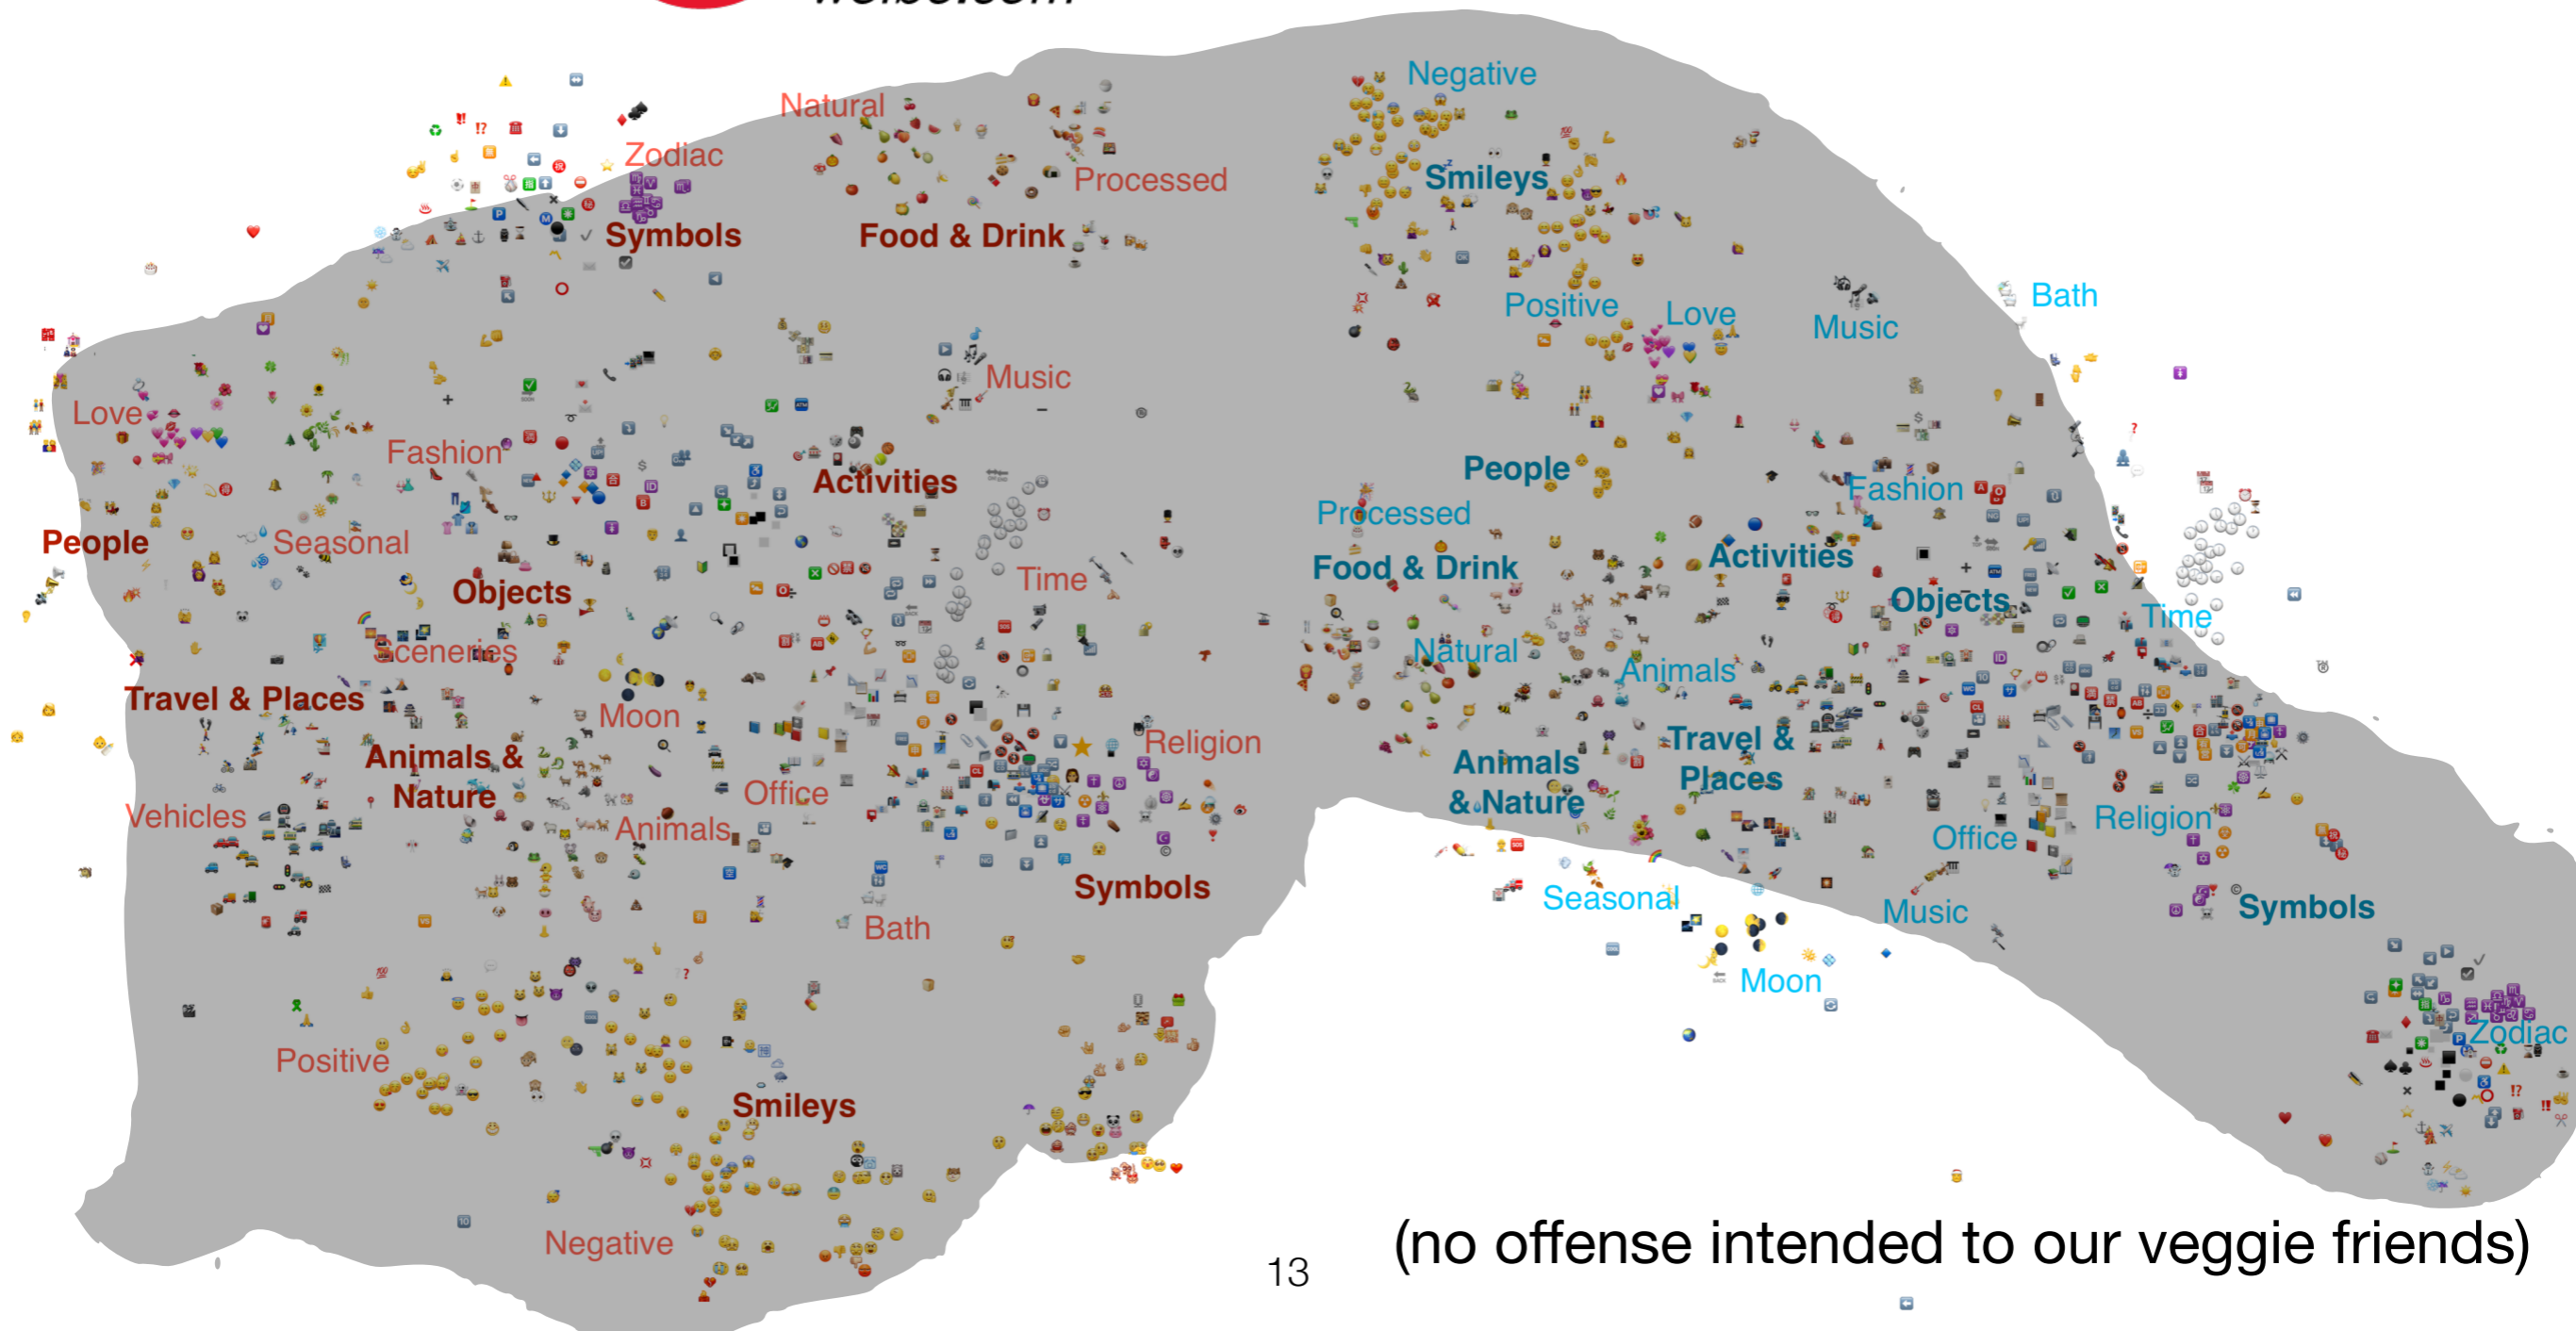 weibo.com
Natural
Zodiac
Processed
Symbols
Food & Drink
Music
Love
Fashion
Activities
People
Seasonal
Time
Objects
Sceneries
Travel & Places
Moon
Religion
Animals &
Nature
Office
Vehicles
Animals
Symbols
Bath
Positive
Smileys
Negative
Negative
Smileys
Bath
Positive
Love
Music
People
Fashion
Processed
Activities
Food & Drink
Objects
Time
Natural
Animals
Travel &
Places
Animals
& Nature
Religion
Office
Seasonal
Music
Symbols
Moon
Zodiac
(no offense intended to our veggie friends)
13